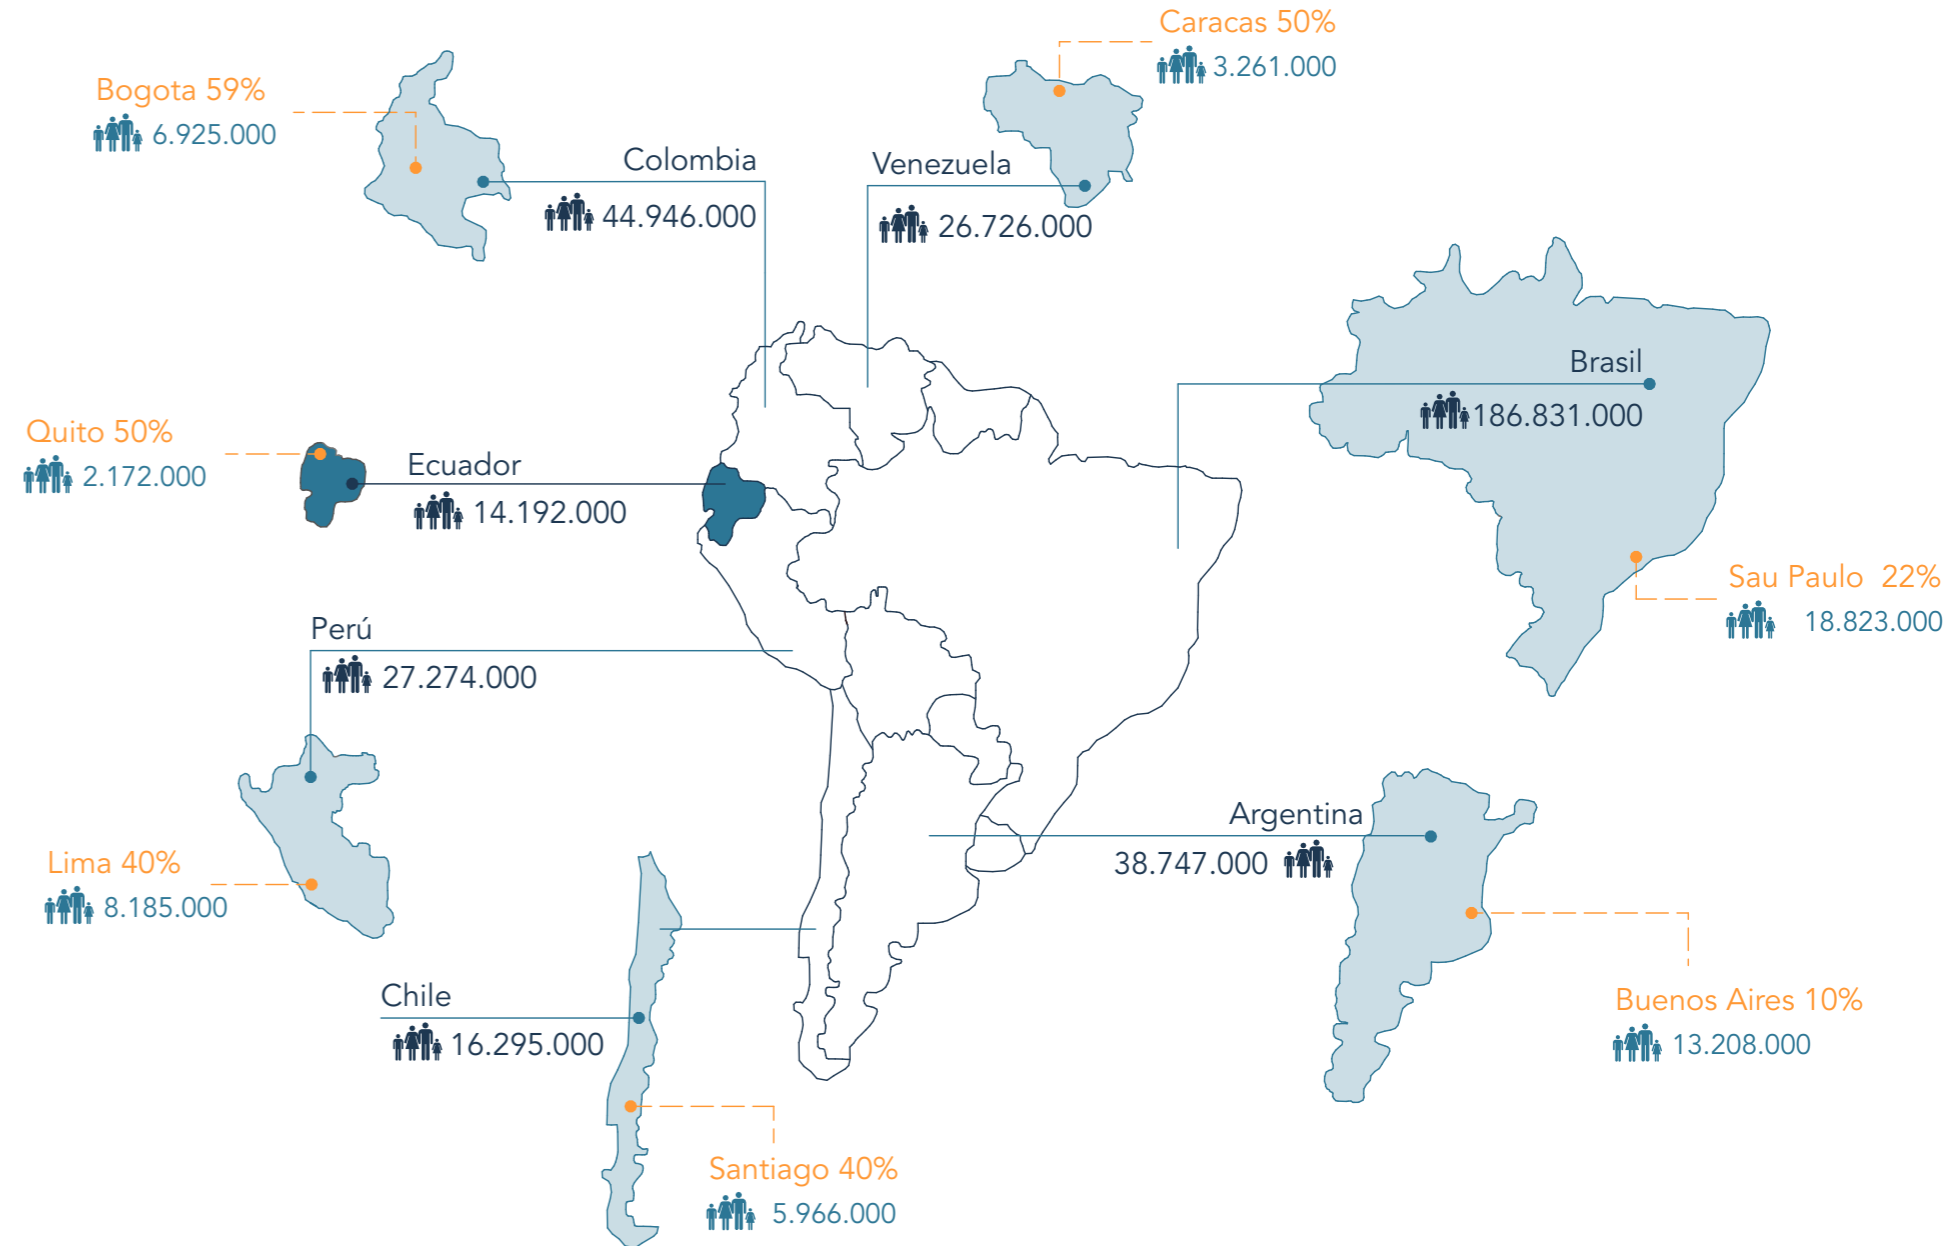 Caracas 50%
3.261.000
Bogota 59%
6.925.000
Colombia
44.946.000
Venezuela
26.726.000
Brasil
186.831.000
Quito 50%
2.172.000
Ecuador
14.192.000
Sau Paulo 22%
18.823.000
Perú
27.274.000
Argentina
38.747.000
Lima 40%
8.185.000
Chile
16.295.000
Buenos Aires 10%
13.208.000
Santiago 40%
5.966.000